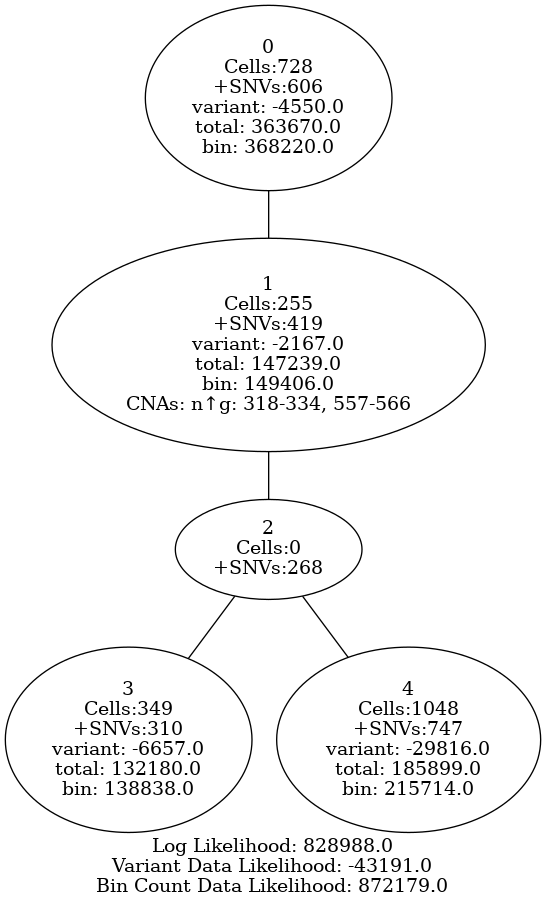 0
Cells:728
+SNVs:606
variant: -4550.0
total: 363670.0
bin: 368220.0
1
Cells:255
+SNVs:419
variant: -2167.0
total: 147239.0
bin: 149406.0
CNAs: n↑g: 318-334, 557-566
2
Cells:0
+SNVs:268
3
Cells:349
+SNVs:310
variant: -6657.0
total: 132180.0
bin: 138838.0
4
Cells:1048
+SNVs:747
variant: -29816.0
total: 185899.0
bin: 215714.0
Log Likelihood: 828988.0
Variant Data Likelihood: -43191.0
Bin Count Data Likelihood: 872179.0